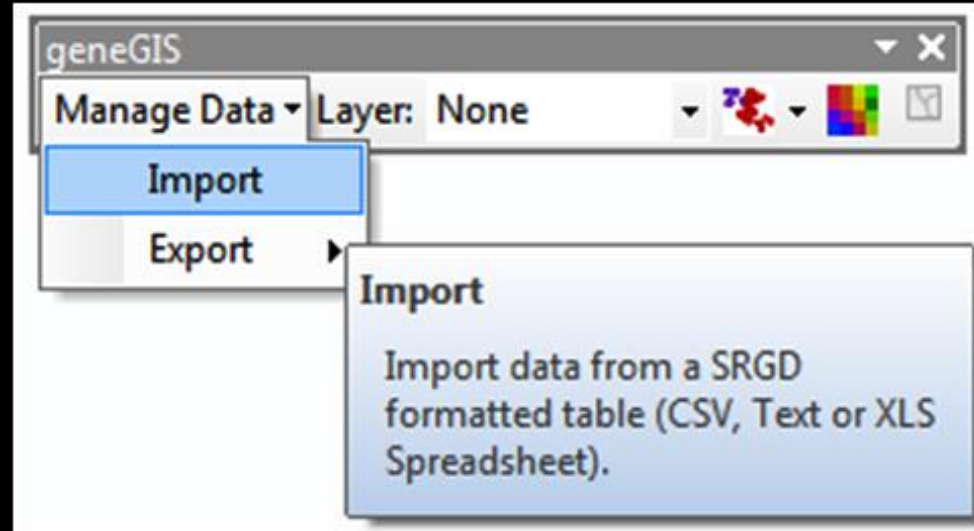 geneGIS
Manage Data Layer: None
Import
Export
Import
Import data from a SRGD
formatted table (CSV, Text or XLS
Spreadsheet).